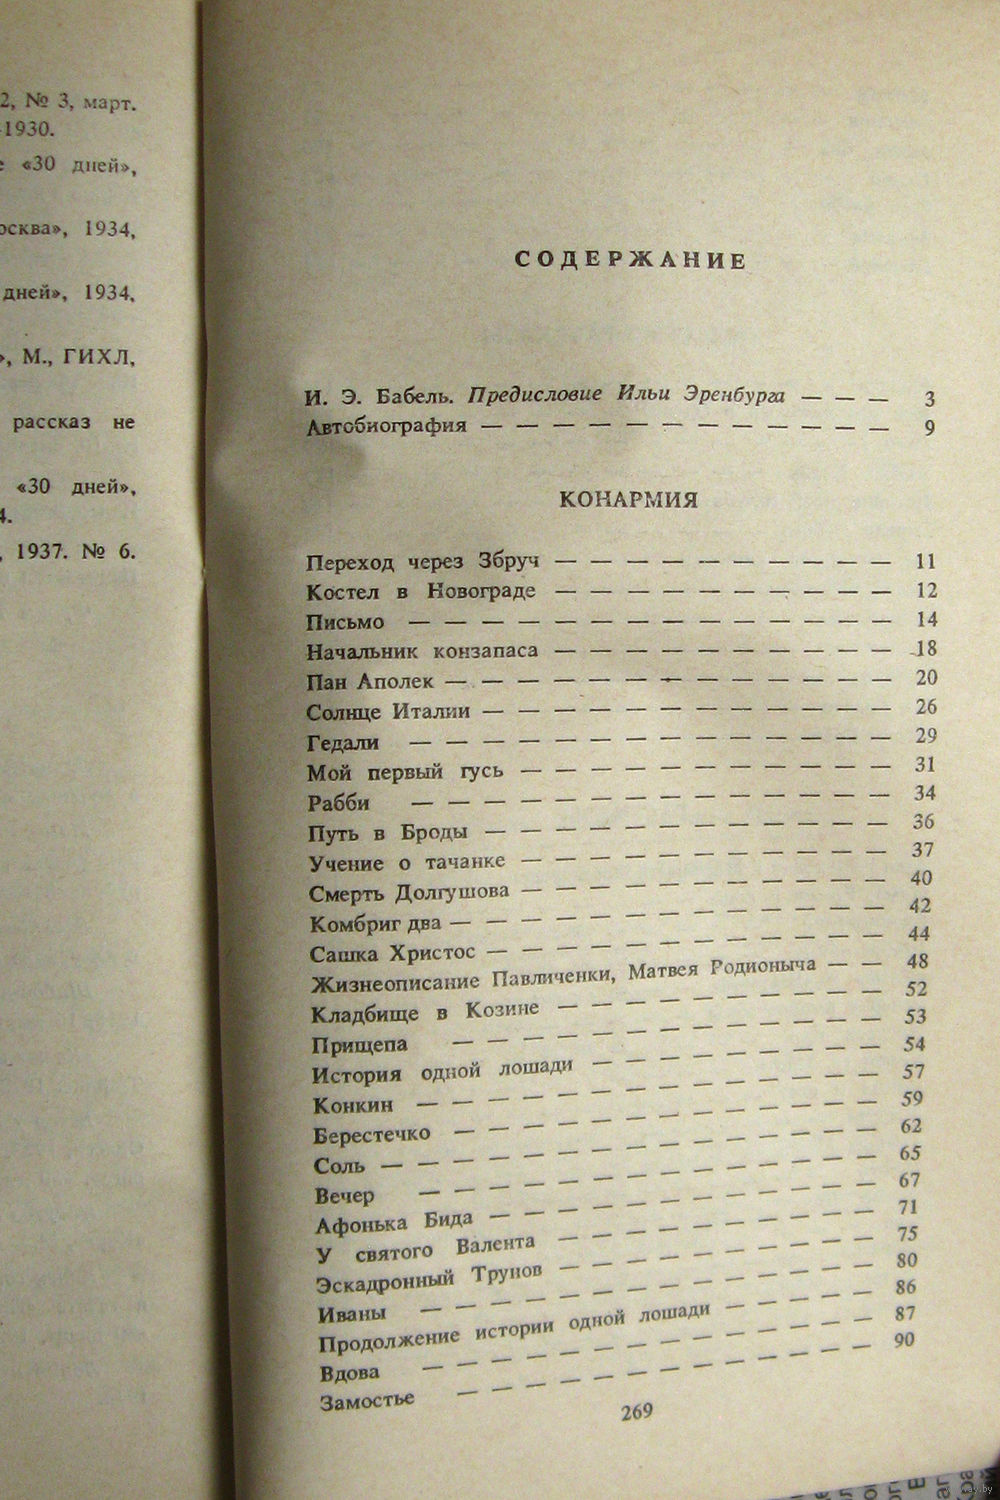 2, № 3, март.
1930.
«30 дней»,
1934,
дней», 1934,
М., ГИХЛ,
рассказ не
«30 дней»,
4.
1937. № 6.
СОДЕРЖАНИЕ
И. Э. Бабель. Предисловие Ильи Эренбурга — — — 3
Автобиография — — — — — — — — — — — — 9
КОНАРМИЯ
Переход через Збруч — — — — — — — — — — 11
Костел в Новограде — — — — — — — — — — 12
Письмо — — — — — — — — — — — — — — 14
Начальник конзапаса — — — — — — — — — — 18
Пан Аполек — — — — — — — — — — — — — 20
Солнце Италии — — — — — — — — — — — — 26
Гедали — — — — — — — — — — — — — — 29
Мой первый гусь — — — — — — — — — — — 31
Рабби — — — — — — — — — — — — — — 34
Путь в Броды — — — — — — — — — — — — 36
Учение о тачанке — — — — — — — — — — — 37
Смерть Долгушова — — — — — — — — — — — 40
Комбриг два — — — — — — — — — — — — — 42
Сашка Христос — — — — — — — — — — — — 44
Жизнеописание Павличенки, Матвея Родионыча — — 48
Кладбище в Козине — — — — — — — — — — 52
Прищепа — — — — — — — — — — — — — 53
История одной лошади — — — — — — — — — 54
Конкин — — — — — — — — — — — — — — 57
Берестечко — — — — — — — — — — — — — 59
Соль — — — — — — — — — — — — — — — 62
Вечер — — — — — — — — — — — — — — 65
Афонька Бида — — — — — — — — — — — — 67
У святого Валента — — — — — — — — — — 71
Эскадронный Трунов — — — — — — — — — — 75
Иваны — — — — — — — — — — — — — — 80
Продолжение истории одной лошади — — — — — 86
Вдова — — — — — — — — — — — — — — 87
Замостье — — — — — — — — — — — — — 90
269